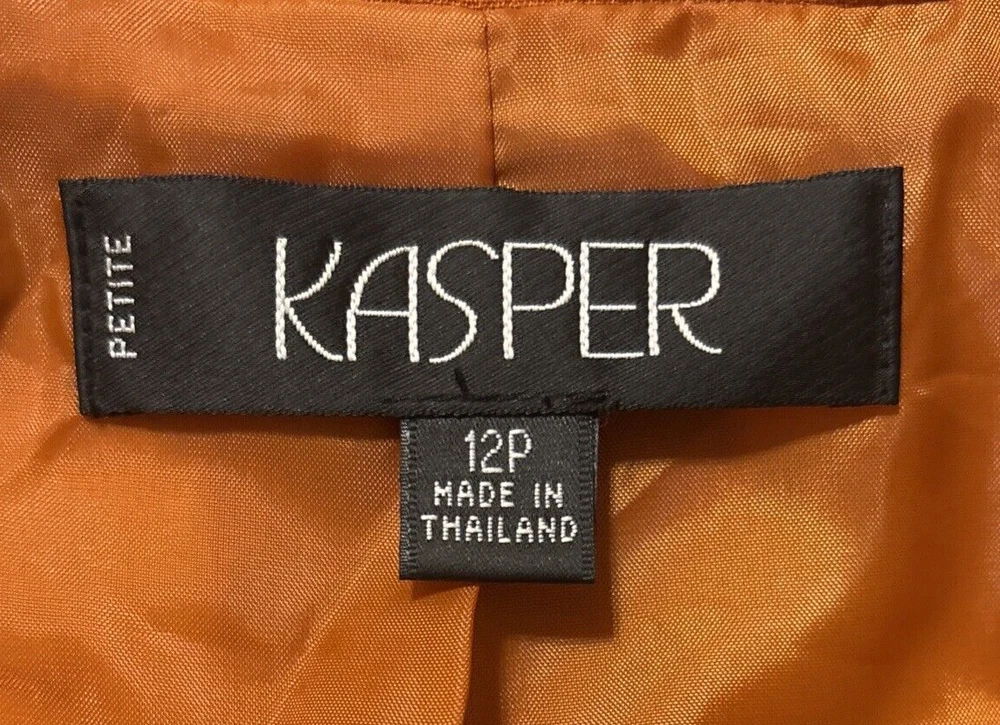 PETITE
KASPER
12P
MADE IN
THAILAND